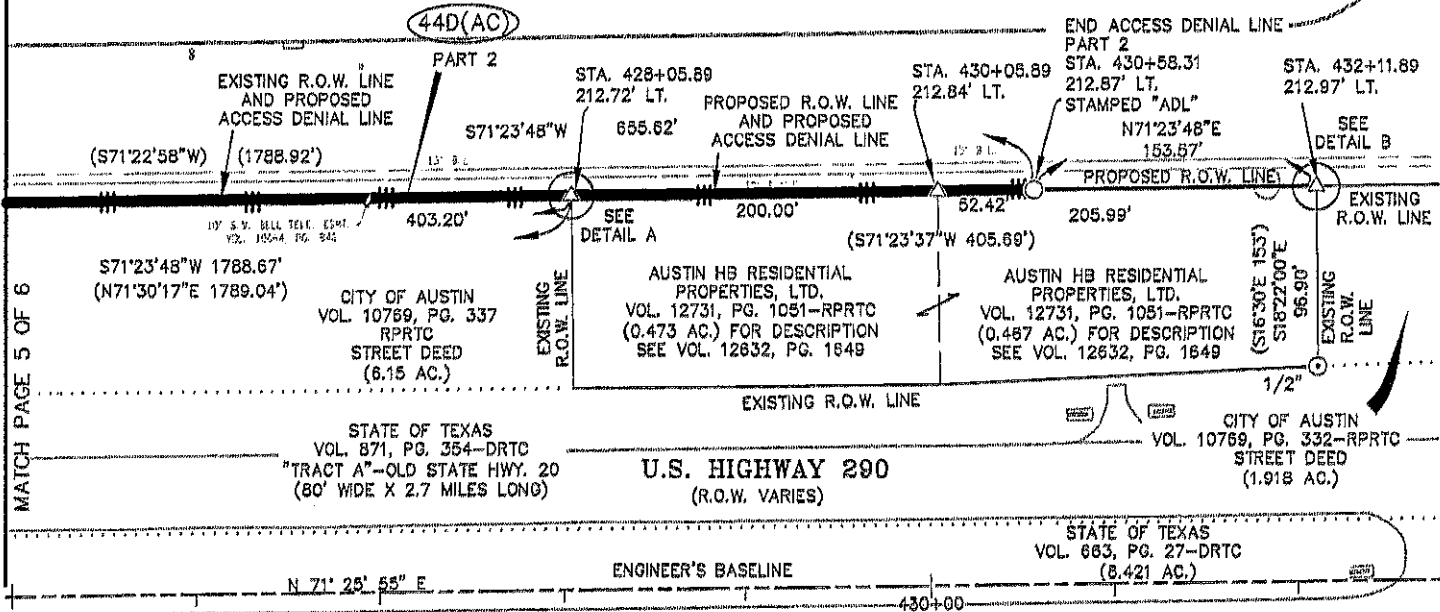 44D(AC)
PART 2
END ACCESS DENIAL LINE
PART 2
STA. 430+58.31
212.87' LT.
STAMPED "ADL"
8
EXISTING R.O.W. LINE
AND PROPOSED
ACCESS DENIAL LINE
STA. 428+05.89
212.72' LT.
PROPOSED R.O.W. LINE
AND PROPOSED
ACCESS DENIAL LINE
STA. 430+05.89
212.84' LT.
STA. 432+11.89
212.97' LT.
S71°23'48"W 655.62'
N71°23'48"E
153.57'
SEE
DETAIL B
(S71°22'58"W) (1788.92')
15' B.L.
15' B.L.
PROPOSED R.O.W. LINE
EXISTING
R.O.W. LINE
403.20'
SEE
DETAIL A
200.00'
52.42'
205.99'
10' S.W. BELL TELE. ESMT.
(S71°23'37"W 405.69')
S71°23'48"W 1788.67'
(N71°30'17"E 1789.04')
MATCH PAGE 5 OF 6
CITY OF AUSTIN
VOL. 10769, PG. 337
RPRTC
STREET DEED
(6.15 AC.)
EXISTING
R.O.W. LINE
AUSTIN HB RESIDENTIAL
PROPERTIES, LTD.
VOL. 12731, PG. 1051-RPRTC
(0.473 AC.) FOR DESCRIPTION
SEE VOL. 12632, PG. 1649
AUSTIN HB RESIDENTIAL
PROPERTIES, LTD.
VOL. 12731, PG. 1051-RPRTC
(0.467 AC.) FOR DESCRIPTION
SEE VOL. 12632, PG. 1649
(S16°30'E 153')
S18°22'00"E
96.90'
EXISTING
R.O.W.
LINE
1/2"
EXISTING R.O.W. LINE
CITY OF AUSTIN
VOL. 10769, PG. 332-RPRTC
STREET DEED
(1.918 AC.)
STATE OF TEXAS
VOL. 871, PG. 354-DRTC
"TRACT A"-OLD STATE HWY. 20
(80' WIDE X 2.7 MILES LONG)
U.S. HIGHWAY 290
(R.O.W. VARIES)
STATE OF TEXAS
VOL. 663, PG. 27-DRTC
(8.421 AC.)
N 71° 25' 55" E
ENGINEER'S BASELINE
430+00